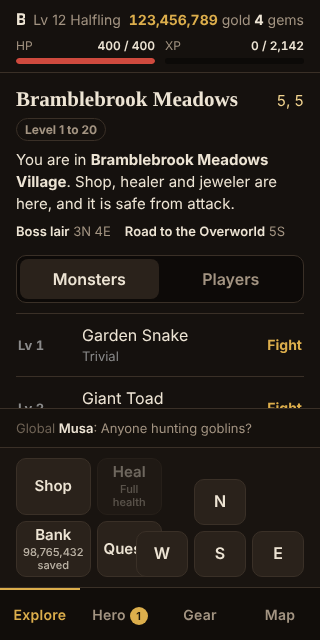 B Lv 12 Halfling 123,456,789 gold 4 gems
HP 400 / 400 XP 0 / 2,142
Bramblebrook Meadows 5, 5
Level 1 to 20
You are in Bramblebrook Meadows
Village. Shop, healer and jeweler are
here, and it is safe from attack.
Boss lair 3N 4E Road to the Overworld 5S
Monsters Players
Lv 1 Garden Snake Fight
Trivial
Lv 2 Giant Toad Fight
Global Musa: Anyone hunting goblins?
Shop
Heal
Full
health
N
Bank
98,765,432
saved
Ques
W S E
Explore Hero 1 Gear Map